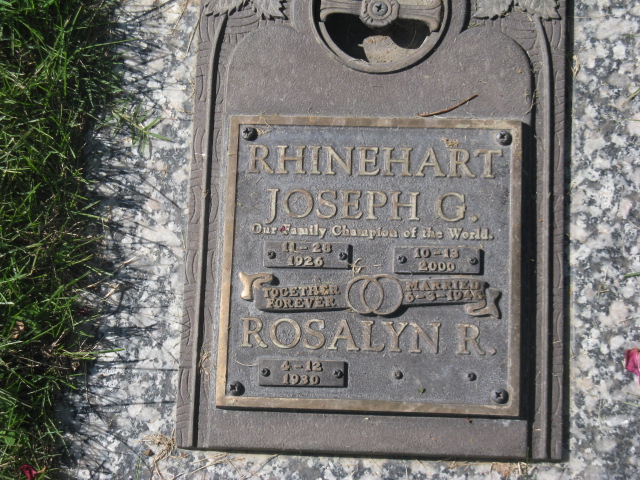 RHINEHART
JOSEPH G.
Our Family Champion of the World.
11-28
1926
10-13
2000
TOGETHER
FOREVER
MARRIED
ROSALYN R.
4-12
1930